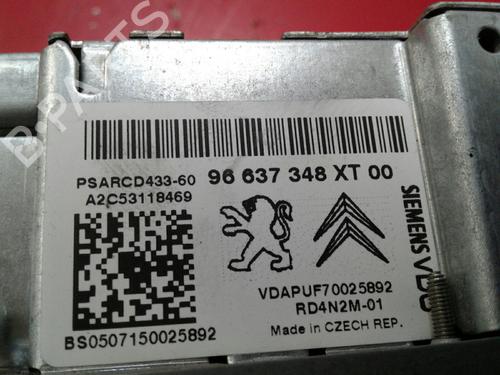 B-PARTS
PSARCD433-60 96 637 348 XT 00
A2C53118469
SIEMENS VDO
VDAPUF70025892
RD4N2M-01
BS0507150025892 Made in CZECH REP.